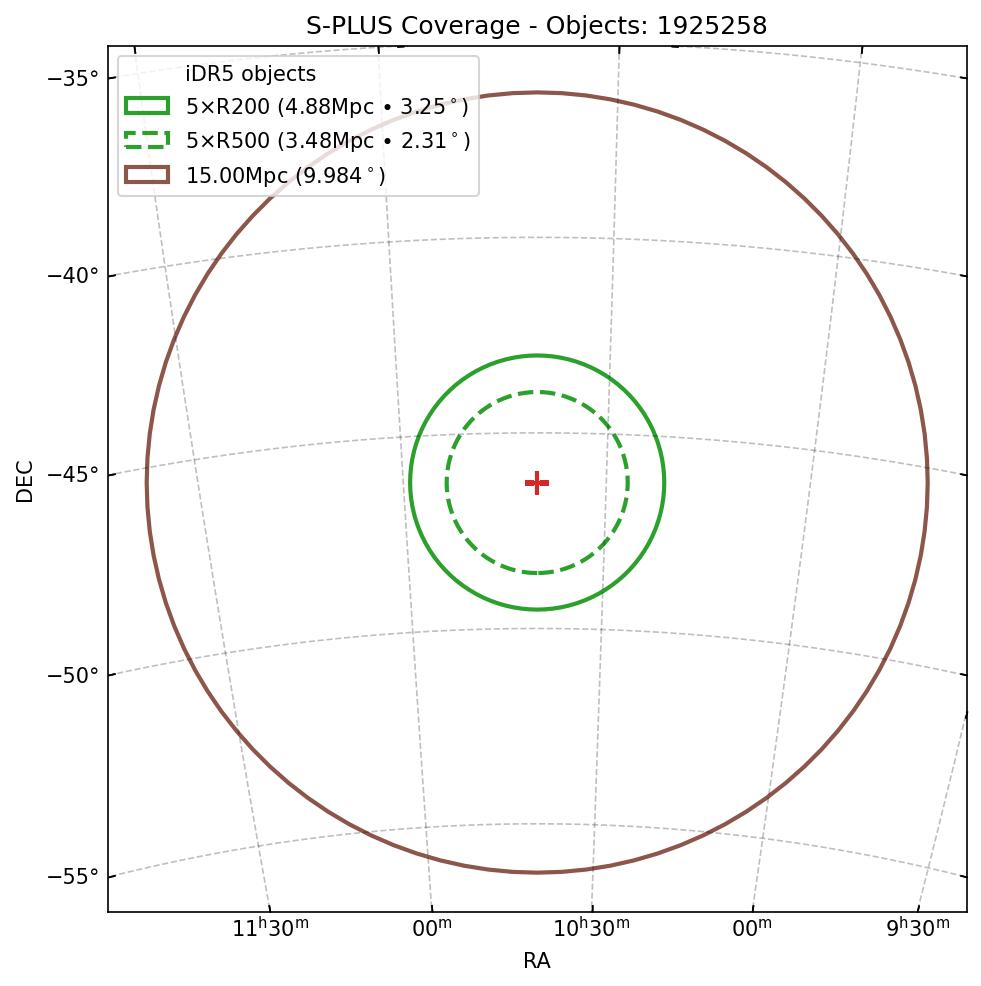 S-PLUS Coverage - Objects: 1925258
iDR5 objects
5×R200 (4.88Mpc • 3.25°)
5×R500 (3.48Mpc • 2.31°)
15.00Mpc (9.984°)
−35°
−40°
−45°
−50°
−55°
DEC
11ʰ30ᵐ 00ᵐ 10ʰ30ᵐ 00ᵐ 9ʰ30ᵐ
RA